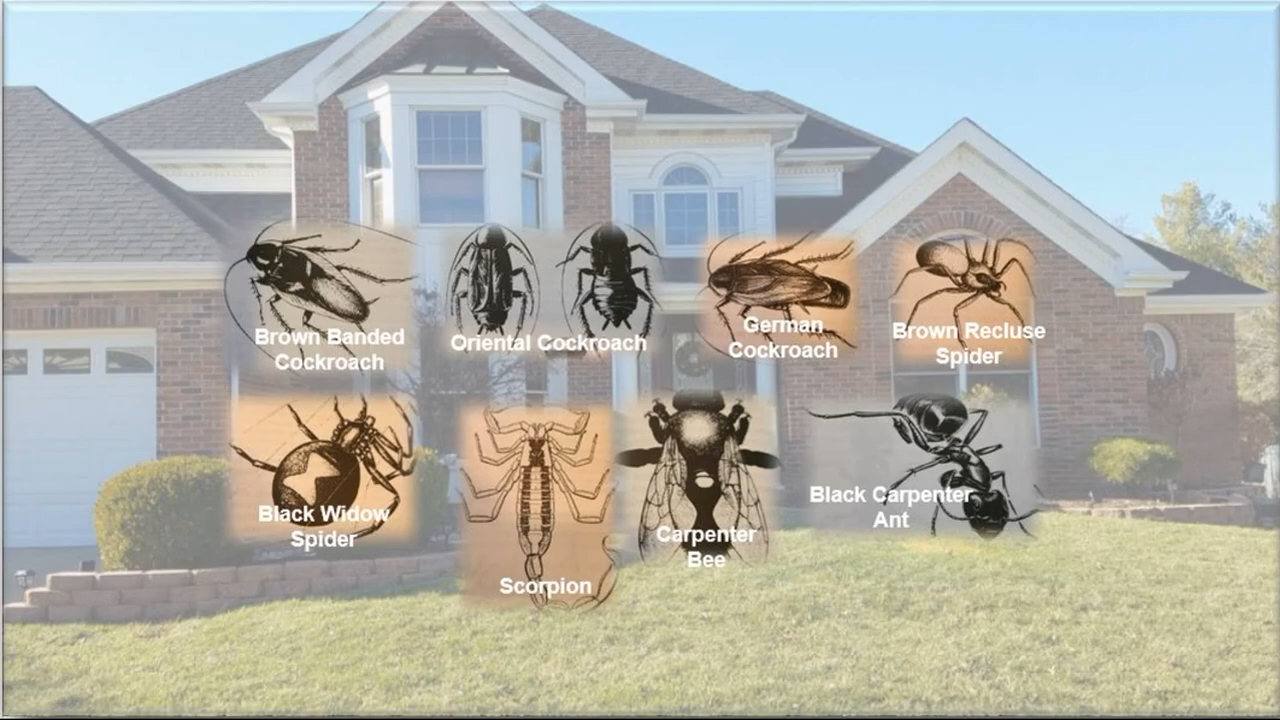 Brown Banded
Cockroach
Oriental Cockroach
German
Cockroach
Brown Recluse
Spider
Black Widow
Spider
Scorpion
Carpenter
Bee
Black Carpenter
Ant